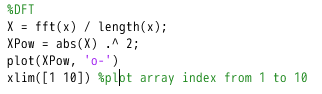 %DFT
X = fft(x) / length(x);
XPow = abs(X) .^ 2;
plot(XPow, 'o-')
xlim([1 10]) %plot array index from 1 to 10